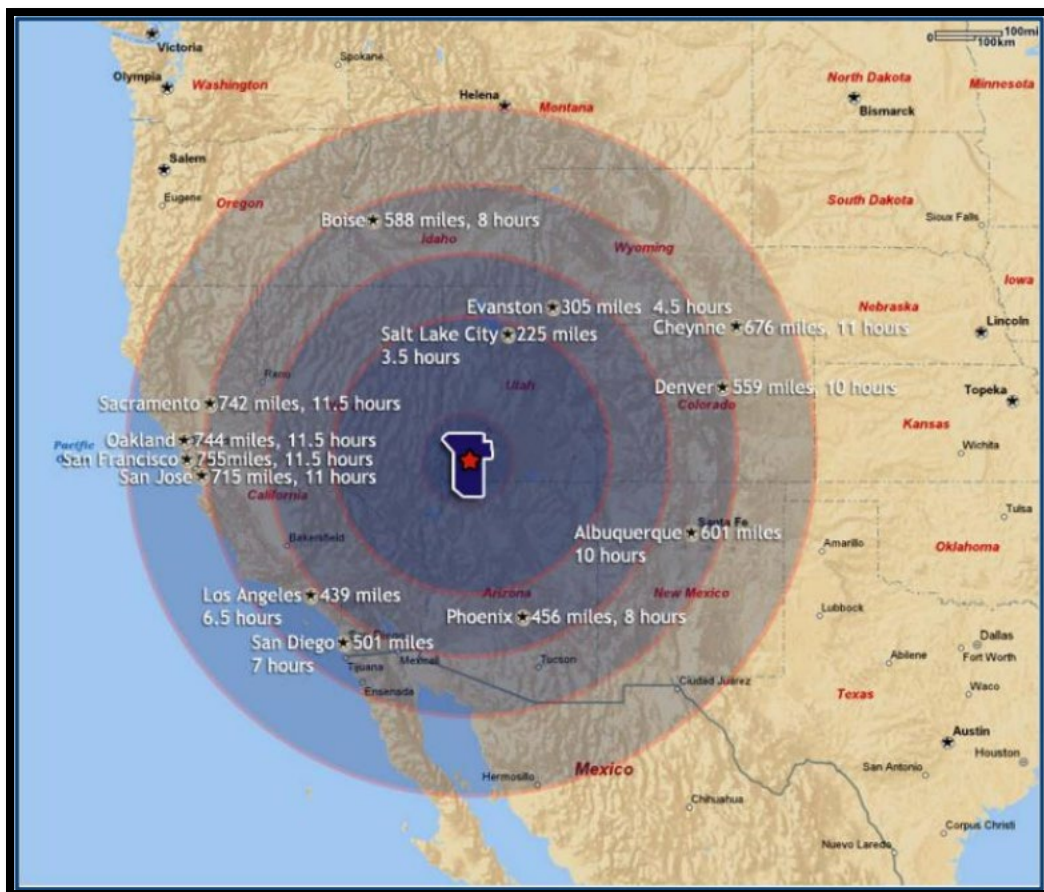 0 100mi
100km
Victoria
Spokane
Olympia
Washington
North Dakota
Minnesota
Helena
Montana
Bismarck
Salem
Eugene
Oregon
South Dakota
Sioux Falls
Boise 588 miles, 8 hours
Idaho
Wyoming
Iowa
Evanston 305 miles 4.5 hours
Nebraska
Cheynne 676 miles, 11 hours
Lincoln
Salt Lake City 225 miles
3.5 hours
Reno
Utah
Denver 559 miles, 10 hours
Topeka
Sacramento 742 miles, 11.5 hours
Colorado
Kansas
Pacific
Oakland 744 miles, 11.5 hours
Wichita
San Francisco 755miles, 11.5 hours
San Jose 715 miles, 11 hours
California
Tulsa
Santa Fe
Albuquerque 601 miles
10 hours
Bakersfield
Amarillo
Oklahoma
Los Angeles 439 miles
6.5 hours
Arizona
New Mexico
Lubbock
Phoenix 456 miles, 8 hours
San Diego 501 miles
7 hours
Dallas
Abilene
Fort Worth
Tijuana
Mexicali
Tucson
Ensenada
Ciudad Juarez
Texas
Waco
Austin
Houston
Mexico
San Antonio
Hermosillo
Chihuahua
Corpus Christi
Nuevo Laredo